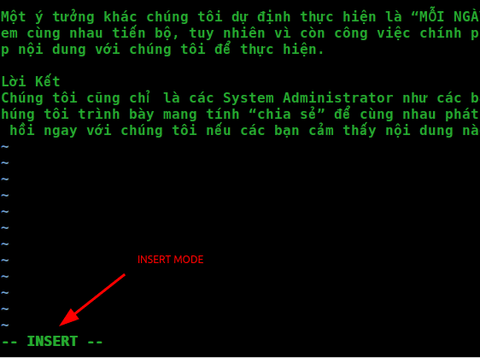 Một ý tưởng khác chúng tôi dự định thực hiện là “MỖI NGÀ
em cùng nhau tiến bộ, tuy nhiên vì còn công việc chính p
p nội dung với chúng tôi để thực hiện.
Lời Kết
Chúng tôi cũng chỉ là các System Administrator như các b
húng tôi trình bày mang tính “chia sẻ” để cùng nhau phát
hồi ngay với chúng tôi nếu các bạn cảm thấy nội dung nà
~
~
~
~
~
~
~
~ INSERT MODE
~
~
~
~
-- INSERT --